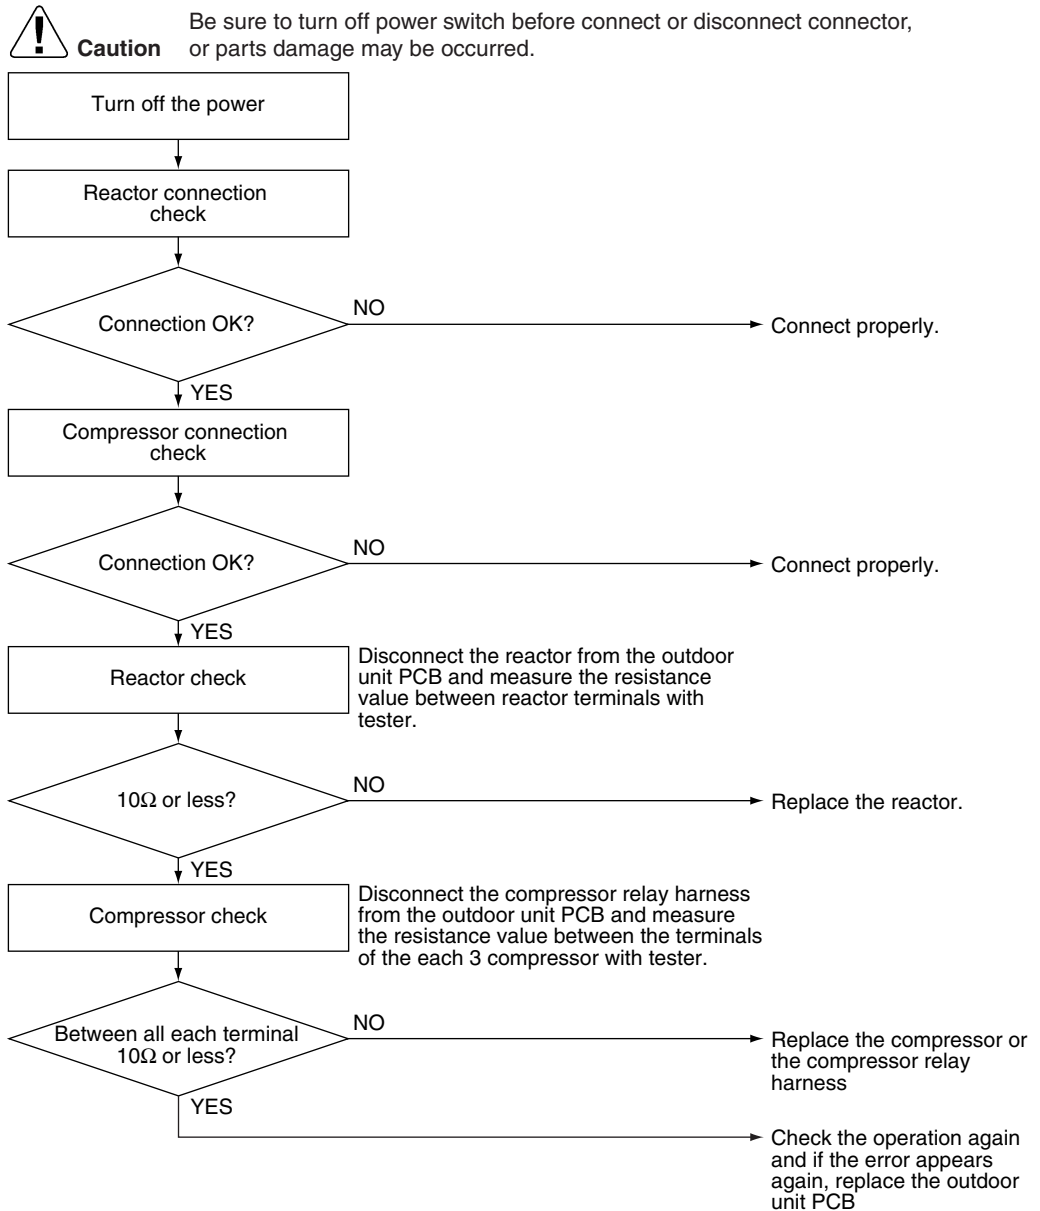 Be sure to turn off power switch before connect or disconnect connector,
Caution or parts damage may be occurred.
Turn off the power
Reactor connection
check
Connection OK?
NO
Connect properly.
YES
Compressor connection
check
Connection OK?
NO
Connect properly.
YES
Reactor check
Disconnect the reactor from the outdoor
unit PCB and measure the resistance
value between reactor terminals with
tester.
10Ω or less?
NO
Replace the reactor.
YES
Compressor check
Disconnect the compressor relay harness
from the outdoor unit PCB and measure
the resistance value between the terminals
of the each 3 compressor with tester.
Between all each terminal
10Ω or less?
NO
Replace the compressor or
the compressor relay
harness
YES
Check the operation again
and if the error appears
again, replace the outdoor
unit PCB